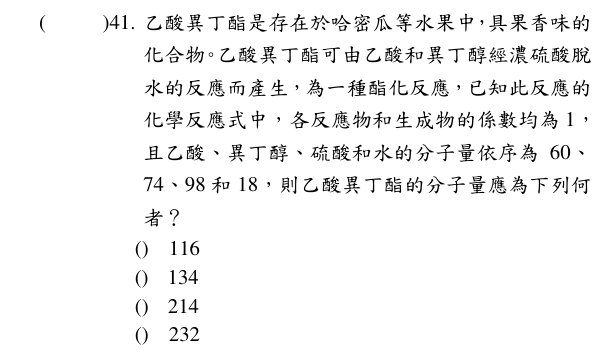 (　　)41. 乙酸異丁酯是存在於哈密瓜等水果中，具果香味的
化合物。乙酸異丁酯可由乙酸和異丁醇經濃硫酸脫
水的反應而產生，為一種酯化反應，已知此反應的
化學反應式中，各反應物和生成物的係數均為 1，
且乙酸、異丁醇、硫酸和水的分子量依序為 60、
74、98 和 18，則乙酸異丁酯的分子量應為下列何
者？
() 116
() 134
() 214
() 232